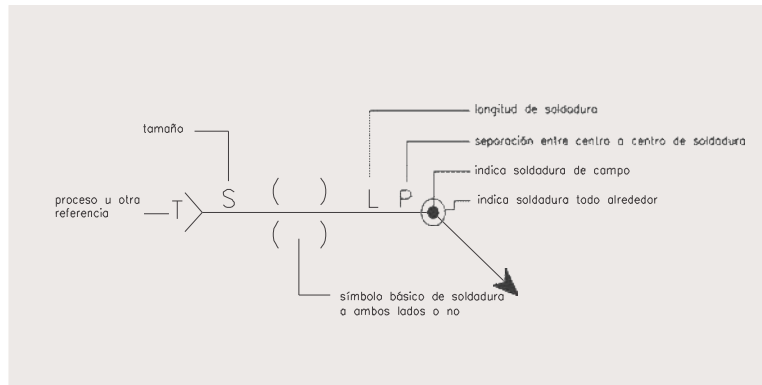 longitud de soldadura
tamaño
separación entre centro a centro de soldadura
indica soldadura de campo
proceso u otra
referencia
T
S
( )
L
P
indica soldadura todo alrededor
( )
símbolo básico de soldadura
a ambos lados o no